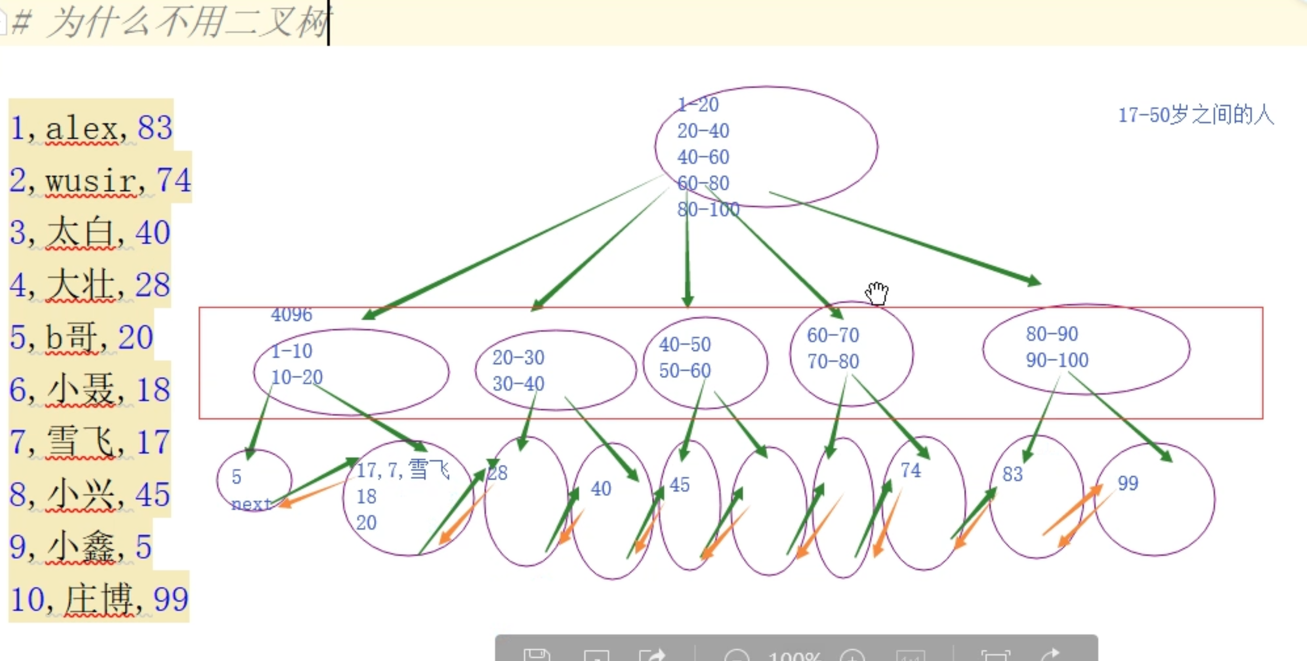 # 为什么不用二叉树
1,alex,83
2,wusir,74
3,太白,40
4,大壮,28
5,b哥,20
6,小聂,18
7,雪飞,17
8,小兴,45
9,小鑫,5
10,庄博,99
1-20
20-40
40-60
60-80
80-100
17-50岁之间的人
4096
1-10
10-20
20-30
30-40
40-50
50-60
60-70
70-80
80-90
90-100
5
next
17,7,雪飞
18
20
28
40
45
74
83
99
100%